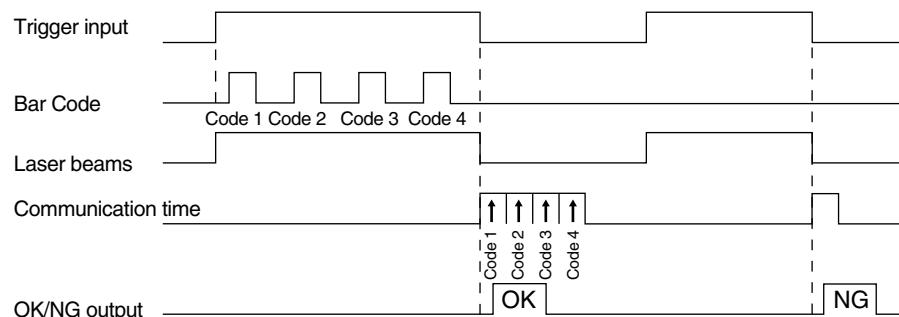 Trigger input
Bar Code
Code 1 Code 2 Code 3 Code 4
Laser beams
Communication time
Code 1
Code 2
Code 3
Code 4
OK/NG output
OK
NG